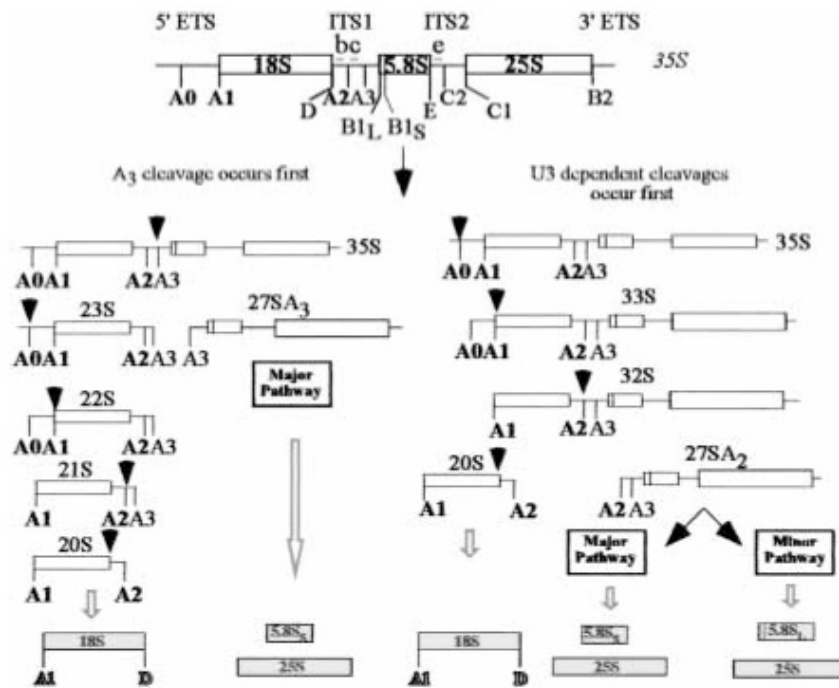 5' ETS ITS1 ITS2 3' ETS
bc e
18S 5.8S 25S 35S
A0 A1 D A2 A3 E C2 C1 B2
B1L B1S
A3 cleavage occurs first
U3 dependent cleavages
occur first
35S
A0 A1 A2 A3
35S
A0 A1 A2 A3
23S 27SA3
A0 A1 A2 A3 A3
33S
A0 A1 A2 A3
Major
Pathway
22S
A0 A1 A2 A3
32S
A1 A2 A3
21S
A1 A2 A3
20S 27SA2
A1 A2 A2 A3
20S
A1 A2
Major
Pathway
Minor
Pathway
18S
A1 D
5.8SS
25S
18S
A1 D
5.8SS
25S
5.8SL
25S